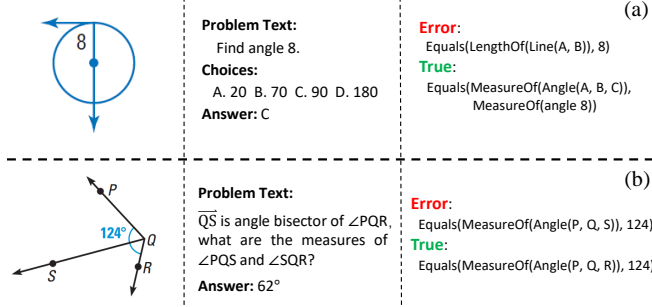 (a)
8
Problem Text:
Find angle 8.
Choices:
A. 20 B. 70 C. 90 D. 180
Answer: C
Error:
Equals(LengthOf(Line(A, B)), 8)
True:
Equals(MeasureOf(Angle(A, B, C)),
MeasureOf(angle 8))
(b)
P
124°
Q
R
S
Problem Text:
QS is angle bisector of ∠PQR,
what are the measures of
∠PQS and ∠SQR?
Answer: 62°
Error:
Equals(MeasureOf(Angle(P, Q, S)), 124)
True:
Equals(MeasureOf(Angle(P, Q, R)), 124)